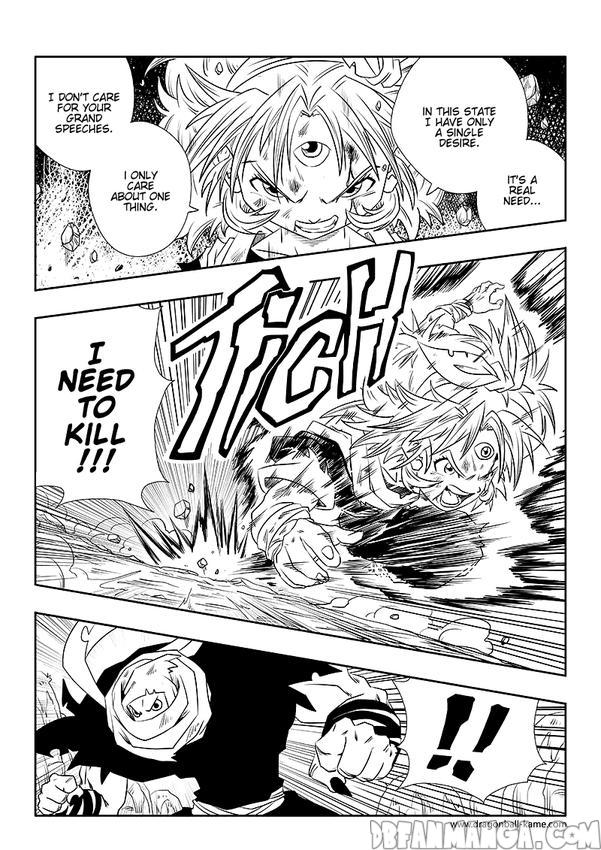 I DON'T CARE
FOR YOUR
GRAND
SPEECHES.
I ONLY
CARE
ABOUT ONE
THING.
IN THIS STATE
I HAVE ONLY
A SINGLE
DESIRE.
IT'S A
REAL
NEED...
TICH
I
NEED
TO
KILL
!!!
!!
www.dragonball-kame.com
DBFANMANGA.COM